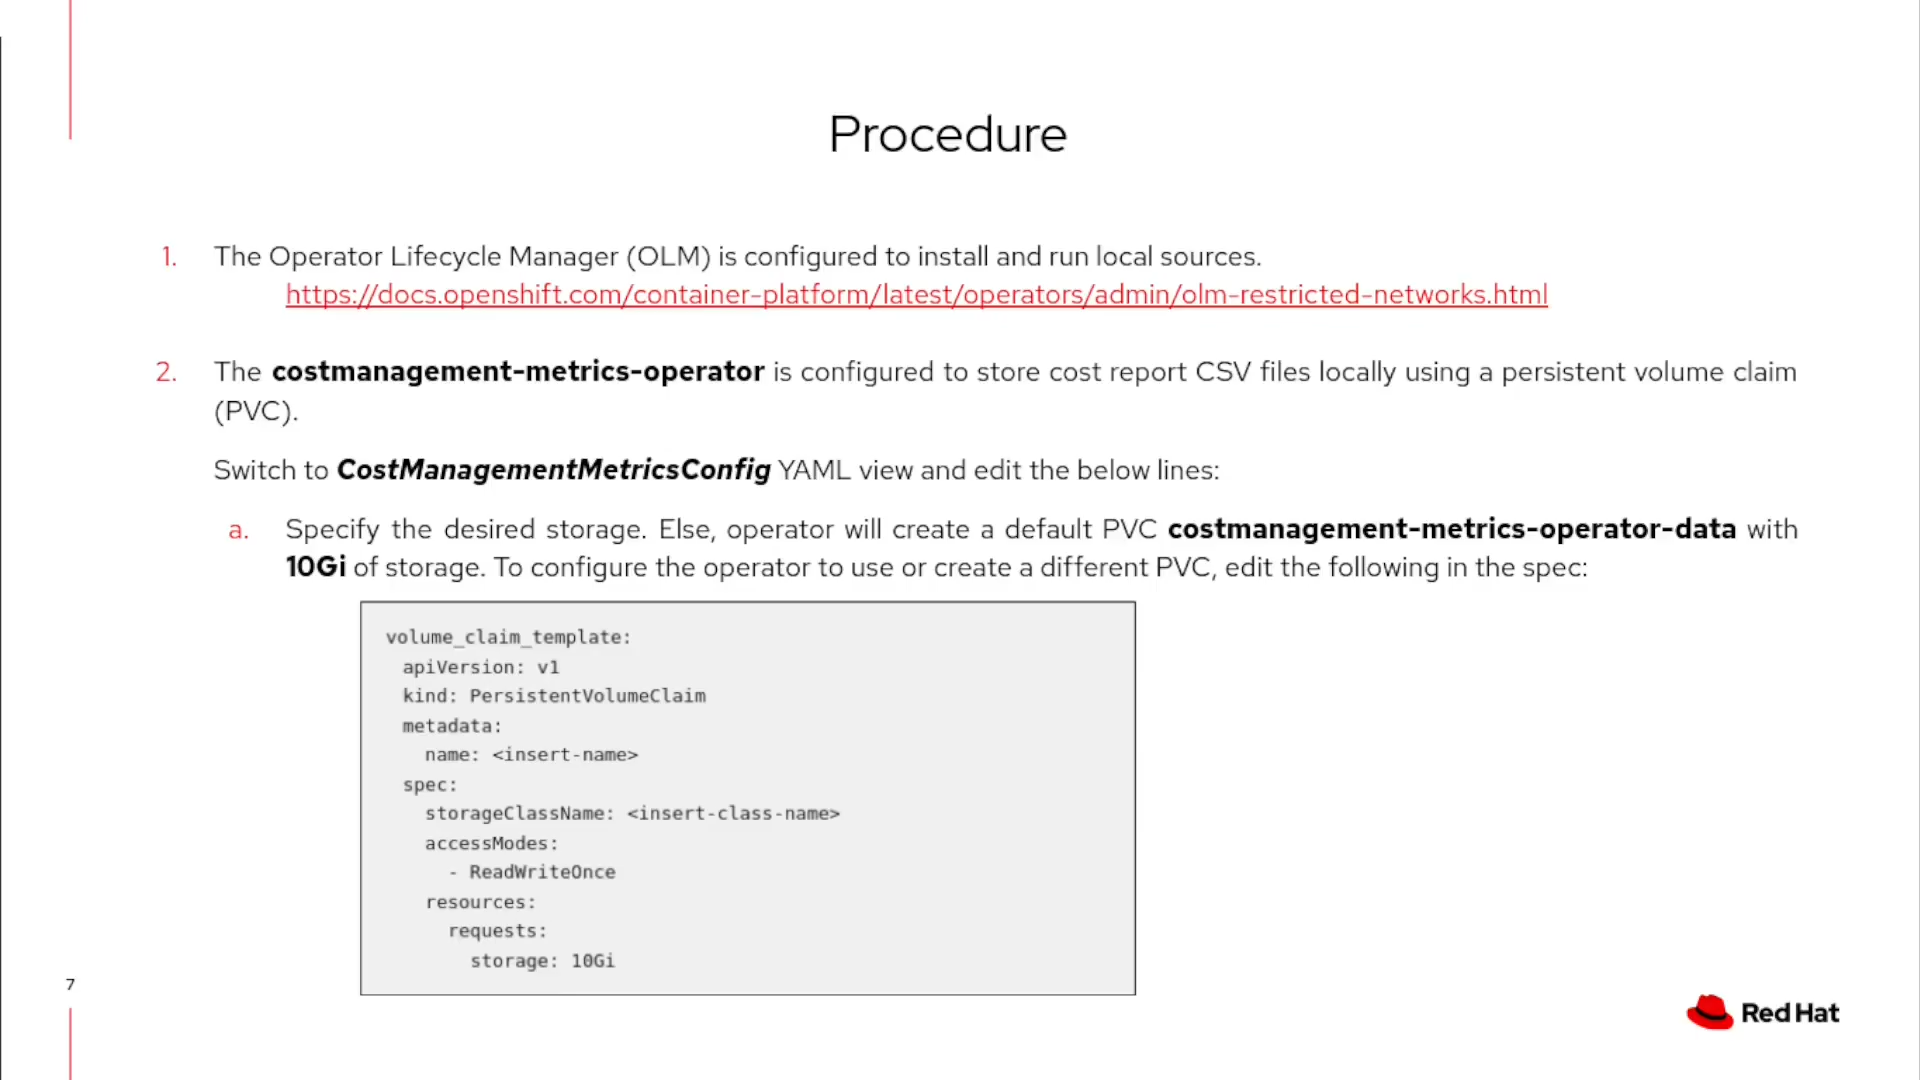 Procedure
1. The Operator Lifecycle Manager (OLM) is configured to install and run local sources.
https://docs.openshift.com/container-platform/latest/operators/admin/olm-restricted-networks.html
2. The costmanagement-metrics-operator is configured to store cost report CSV files locally using a persistent volume claim
(PVC).
Switch to CostManagementMetricsConfig YAML view and edit the below lines:
a. Specify the desired storage. Else, operator will create a default PVC costmanagement-metrics-operator-data with
10Gi of storage. To configure the operator to use or create a different PVC, edit the following in the spec:
volume_claim_template:
  apiVersion: v1
  kind: PersistentVolumeClaim
  metadata:
    name: <insert-name>
  spec:
    storageClassName: <insert-class-name>
    accessModes:
      - ReadWriteOnce
    resources:
      requests:
        storage: 10Gi
7
Red Hat